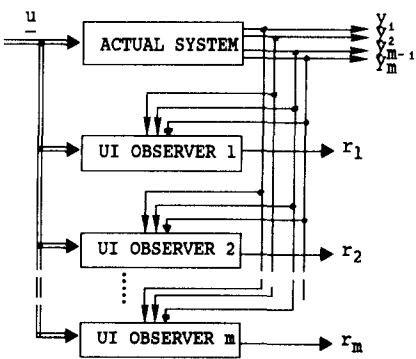 u
ACTUAL SYSTEM
y1
y2
ym-1
ym
UI OBSERVER 1
r1
UI OBSERVER 2
r2
UI OBSERVER m
rm